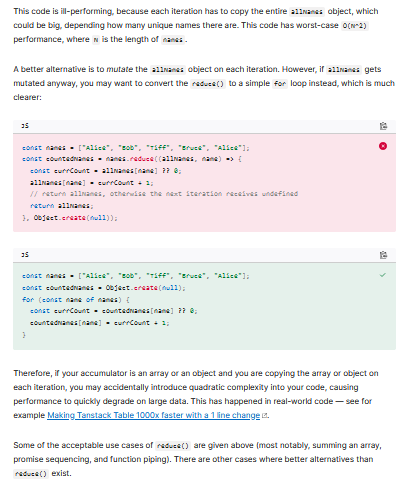 This code is ill-performing, because each iteration has to copy the entire allNames object, which
could be big, depending how many unique names there are. This code has worst-case O(N^2)
performance, where N is the length of names.
A better alternative is to mutate the allNames object on each iteration. However, if allNames gets
mutated anyway, you may want to convert the reduce() to a simple for loop instead, which is much
clearer:
JS
const names = ["Alice", "Bob", "Tiff", "Bruce", "Alice"];
const countedNames = names.reduce((allNames, name) => {
  const currCount = allNames[name] ?? 0;
  allNames[name] = currCount + 1;
  // return allNames, otherwise the next iteration receives undefined
  return allNames;
}, Object.create(null));
JS
const names = ["Alice", "Bob", "Tiff", "Bruce", "Alice"];
const countedNames = Object.create(null);
for (const name of names) {
  const currCount = countedNames[name] ?? 0;
  countedNames[name] = currCount + 1;
}
Therefore, if your accumulator is an array or an object and you are copying the array or object on
each iteration, you may accidentally introduce quadratic complexity into your code, causing
performance to quickly degrade on large data. This has happened in real-world code — see for
example Making Tanstack Table 1000x faster with a 1 line change.
Some of the acceptable use cases of reduce() are given above (most notably, summing an array,
promise sequencing, and function piping). There are other cases where better alternatives than
reduce() exist.